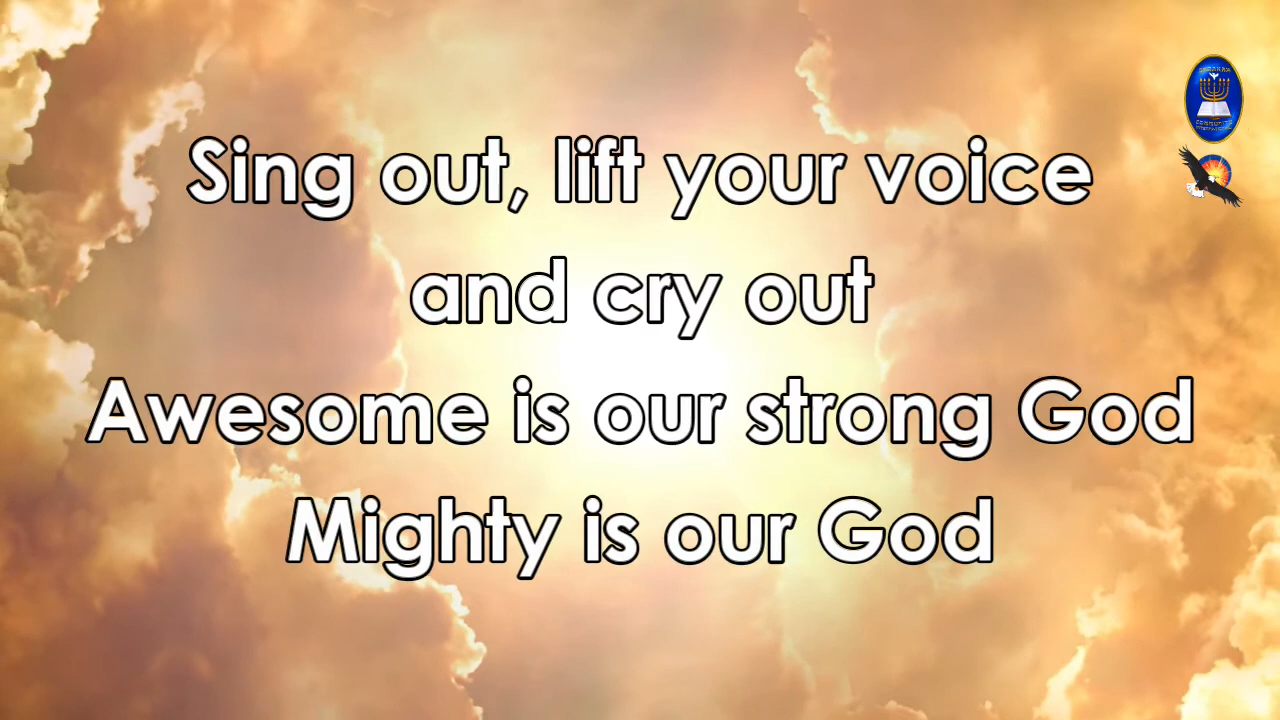 Sing out, lift your voice
and cry out
Awesome is our strong God
Mighty is our God